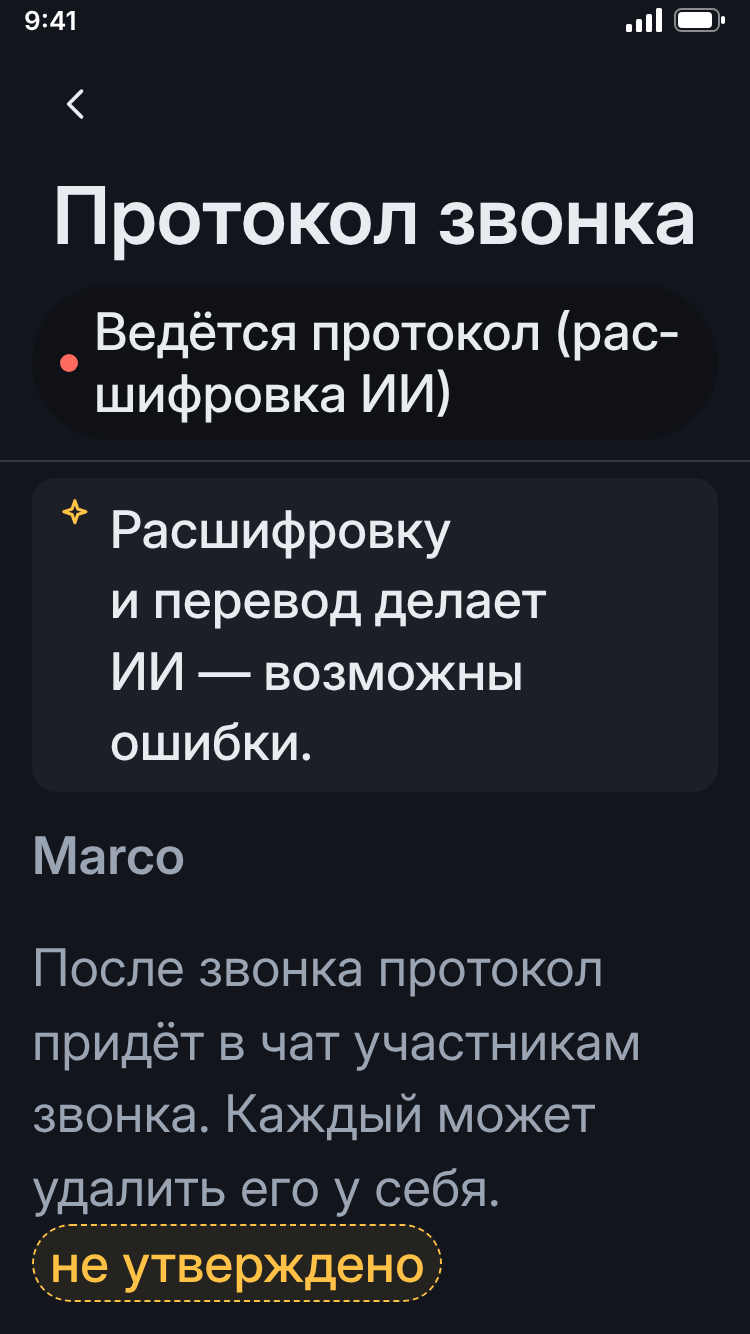 9:41
Протокол звонка
Ведётся протокол (рас-
шифровка ИИ)
Расшифровку
и перевод делает
ИИ — возможны
ошибки.
Marco
После звонка протокол
придёт в чат участникам
звонка. Каждый может
удалить его у себя.
не утверждено